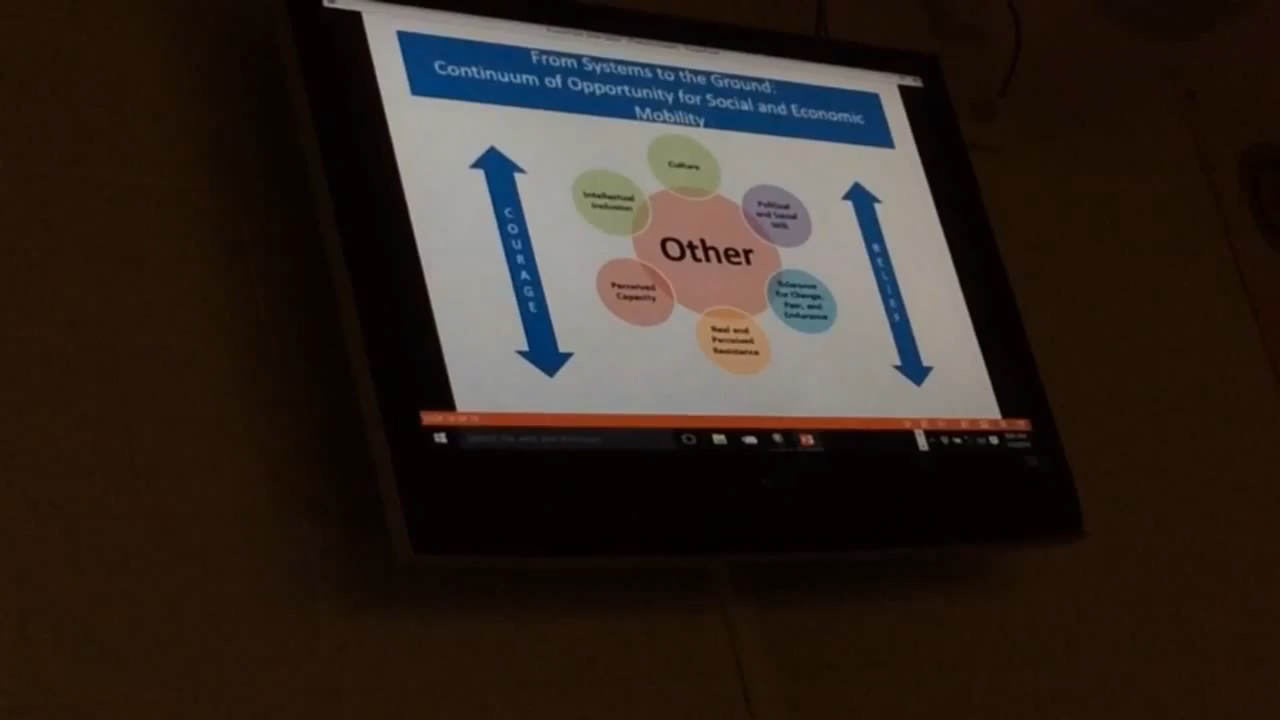 From Systems to the Ground:
Continuum of Opportunity for Social and Economic
Mobility
COURAGE
Culture
Intellectual
Inclusion
Political
and Social
Will
Other
Perceived
Capacity
Tolerance
for Change,
Pain, and
Endurance
Real and
Perceived
Resistance
BELIEF